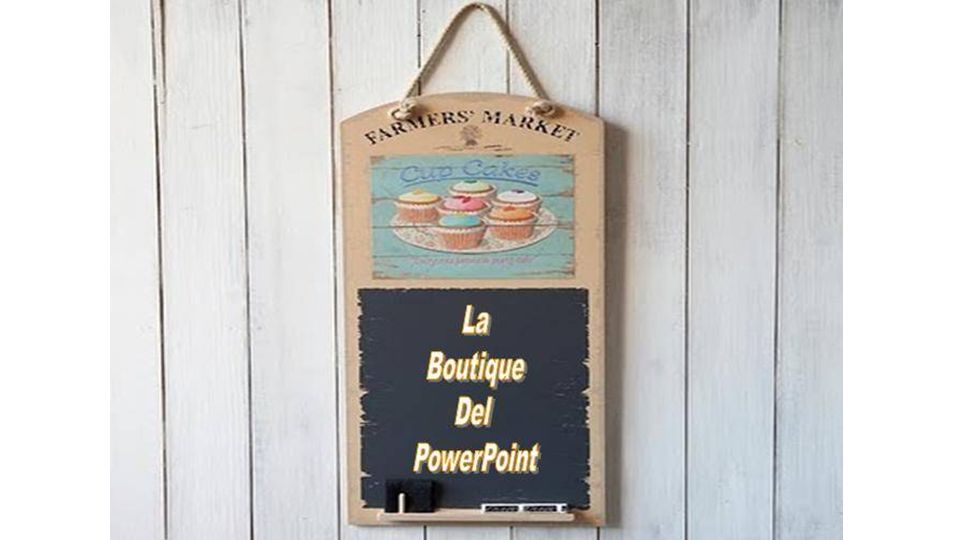 FARMERS' MARKET
Cup Cakes
La
Boutique
Del
PowerPoint